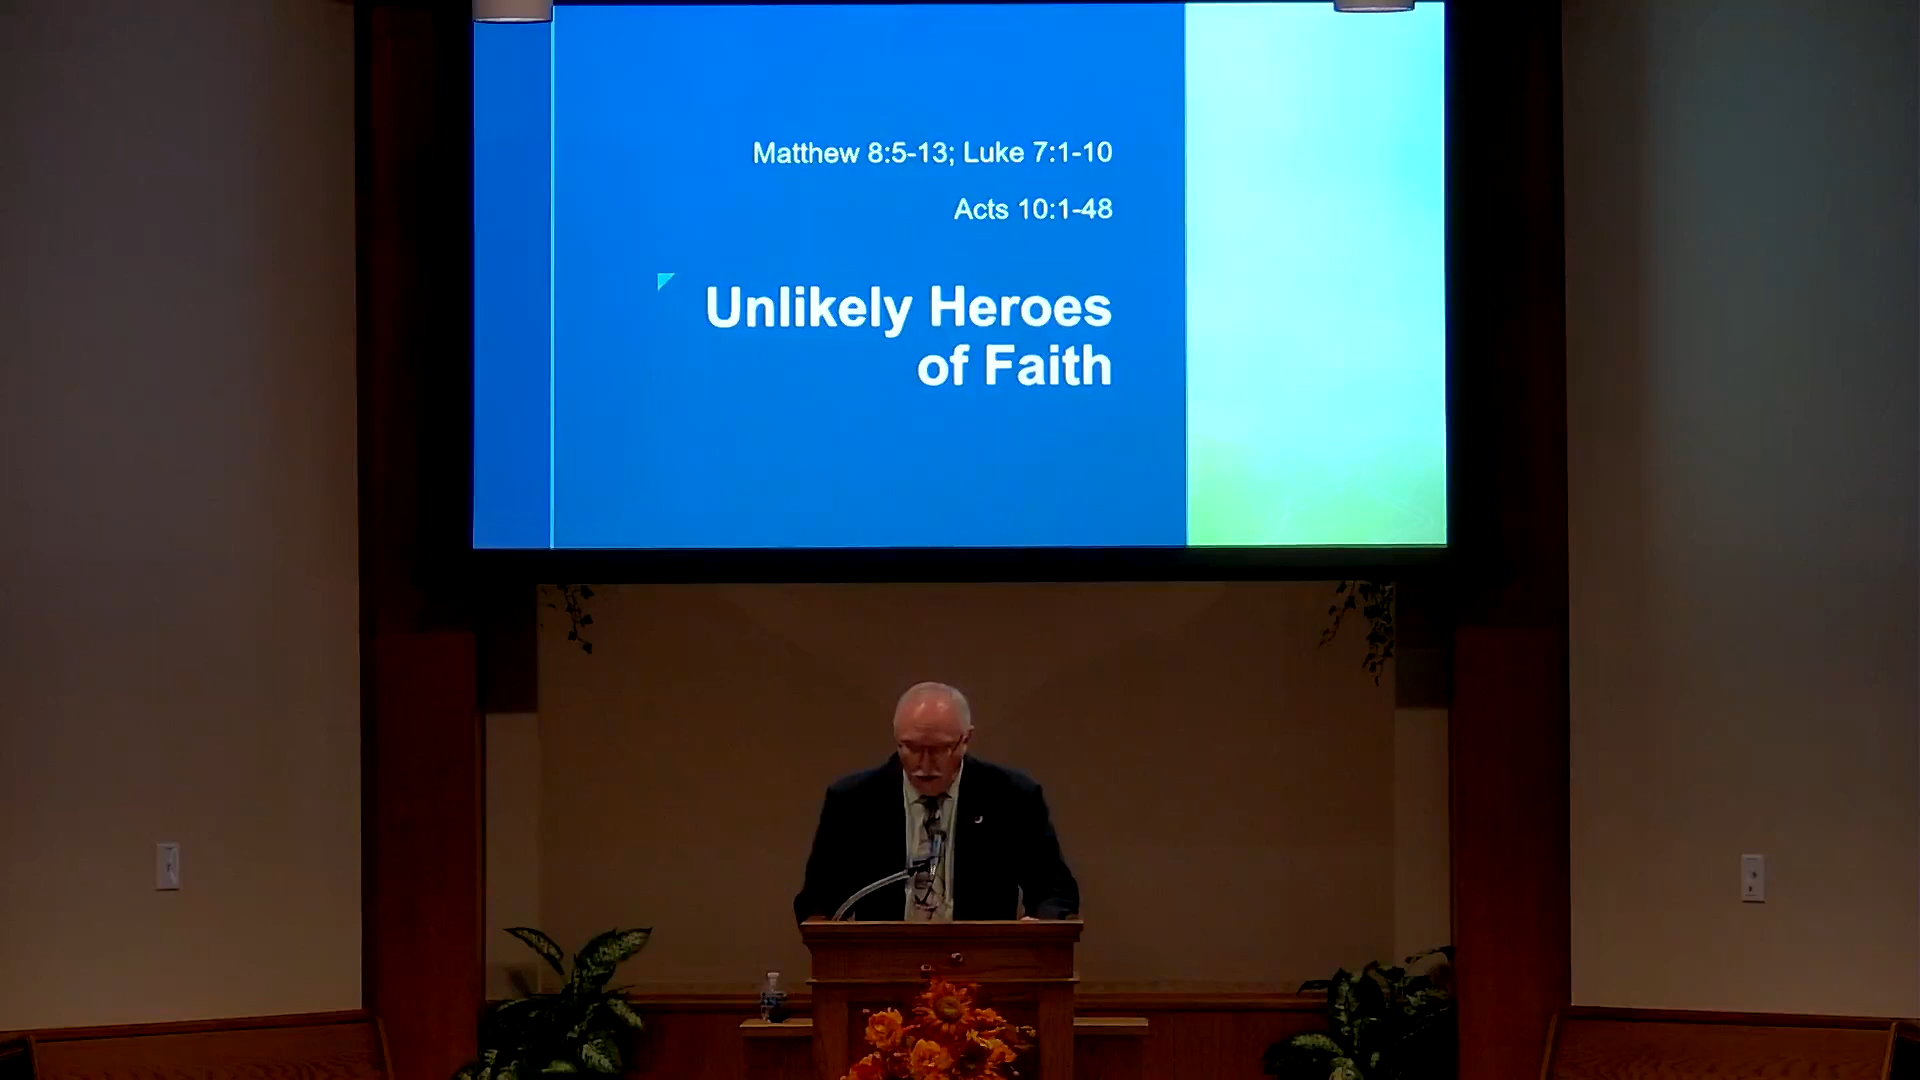 Matthew 8:5-13; Luke 7:1-10
Acts 10:1-48
Unlikely Heroes
of Faith